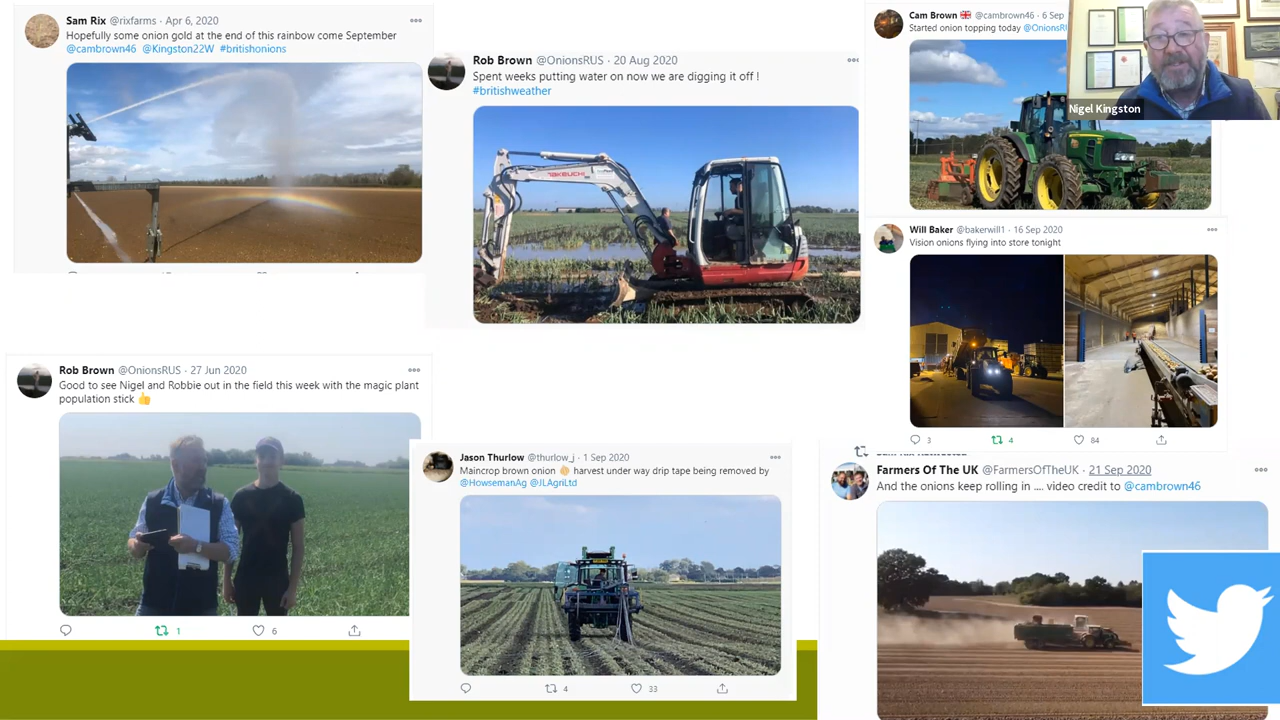 Sam Rix @rixfarms · Apr 6, 2020
Hopefully some onion gold at the end of this rainbow come September
@cambrown46 @Kingston22W #britishonions
Rob Brown @OnionsRUS · 20 Aug 2020
Spent weeks putting water on now we are digging it off !
#britishweather
TAKEUCHI
Cam Brown 🇬🇧 @cambrown46 · 6 Sep
Started onion topping today @OnionsRU
Nigel Kingston
Will Baker @bakerwill1 · 16 Sep 2020
Vision onions flying into store tonight
3 4 84
Rob Brown @OnionsRUS · 27 Jun 2020
Good to see Nigel and Robbie out in the field this week with the magic plant
population stick 👍
1 6
Jason Thurlow @thurlow_j · 1 Sep 2020
Maincrop brown onion 🧅 harvest under way drip tape being removed by
@HowsemanAg @JLAgriLtd
4 33
Farmers Of The UK @FarmersOfTheUK · 21 Sep 2020
And the onions keep rolling in .... video credit to @cambrown46